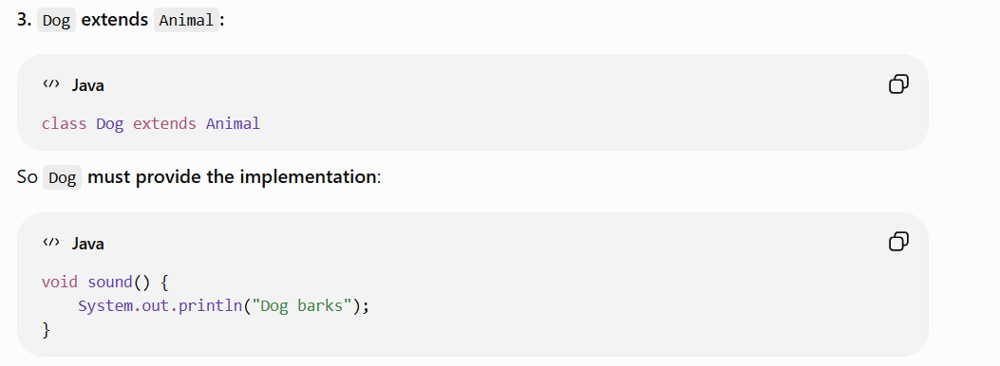 3. Dog extends Animal:
</> Java
class Dog extends Animal
So Dog must provide the implementation:
</> Java
void sound() {
    System.out.println("Dog barks");
}